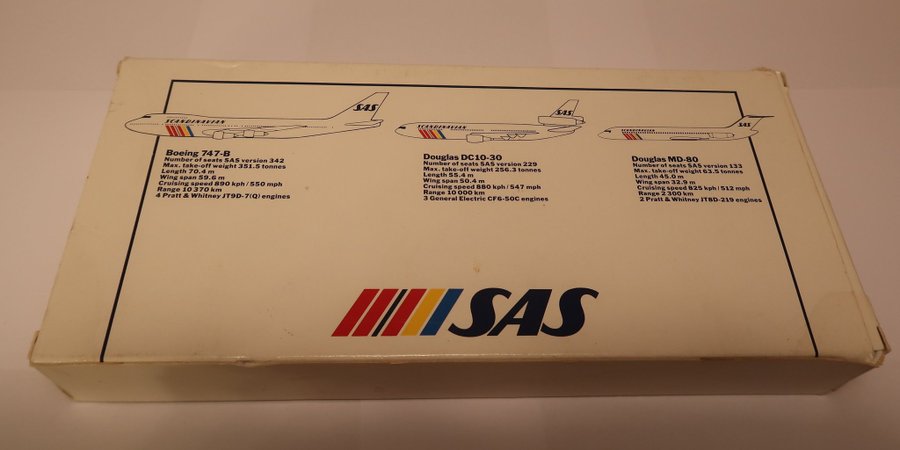 SAS
SCANDINAVIAN
Boeing 747-B
Number of seats SAS version 342
Max. take-off weight 351.5 tonnes
Length 70.4 m
Wing span 59.6 m
Cruising speed 890 kph / 550 mph
Range 10 370 km
4 Pratt & Whitney JT9D-7(Q) engines
SAS
SCANDINAVIAN
Douglas DC10-30
Number of seats SAS version 229
Max. take-off weight 256.3 tonnes
Length 55.4 m
Wing span 50.4 m
Cruising speed 880 kph / 547 mph
Range 10 000 km
3 General Electric CF6-50C engines
SAS
SCANDINAVIAN
Douglas MD-80
Number of seats SAS version 133
Max. take-off weight 63.5 tonnes
Length 45.0 m
Wing span 32.9 m
Cruising speed 825 kph / 512 mph
Range 2 300 km
2 Pratt & Whitney JT8D-219 engines
SAS